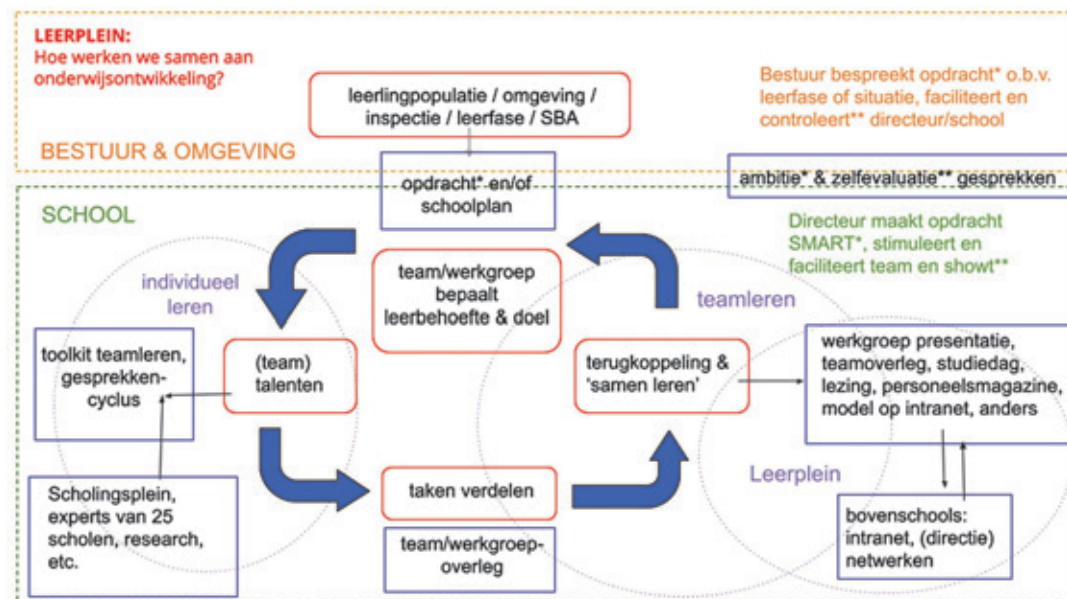 LEERPLEIN:
Hoe werken we samen aan
onderwijsontwikkeling?
leerlingpopulatie / omgeving /
inspectie / leerfase / SBA
Bestuur bespreekt opdracht* o.b.v.
leerfase of situatie, faciliteert en
controleert** directeur/school
BESTUUR & OMGEVING
ambitie* & zelfevaluatie** gesprekken
opdracht* en/of
schoolplan
SCHOOL
Directeur maakt opdracht
SMART*, stimuleert en
faciliteert team en showt**
individueel
leren
team/werkgroep
bepaalt
leerbehoefte & doel
teamleren
toolkit teamleren,
gesprekken-
cyclus
(team)
talenten
terugkoppeling &
'samen leren'
werkgroep presentatie,
teamoverleg, studiedag,
lezing, personeelsmagazine,
model op intranet, anders
Leerplein
Scholingsplein,
experts van 25
scholen, research,
etc.
taken verdelen
team/werkgroep-
overleg
bovenschools:
intranet, (directie)
netwerken